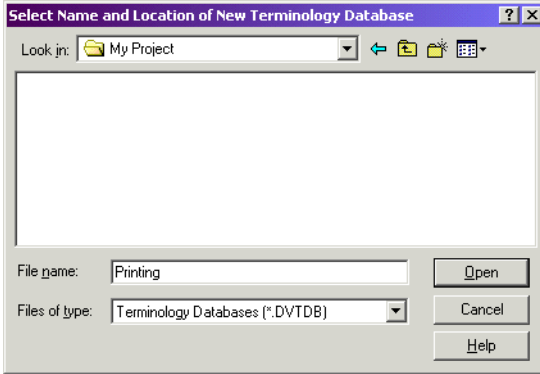 Select Name and Location of New Terminology Database
Look in: My Project
File name: Printing Open
Files of type: Terminology Databases (*.DVTDB) Cancel
Help